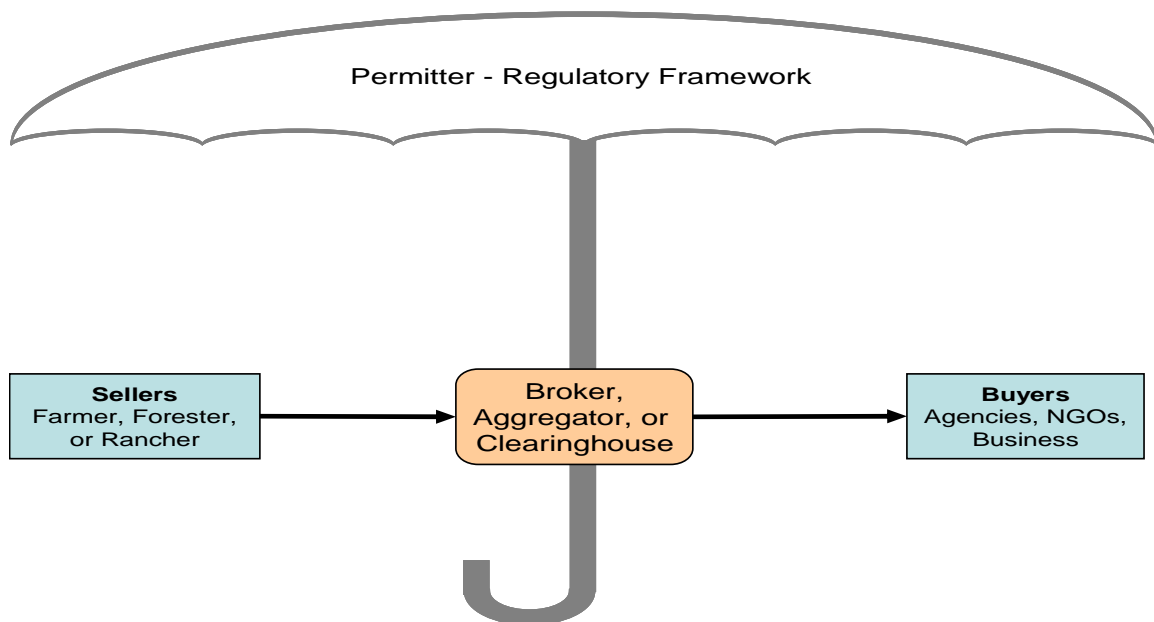 Permitter - Regulatory Framework
Sellers
Farmer, Forester,
or Rancher
Broker,
Aggregator, or
Clearinghouse
Buyers
Agencies, NGOs,
Business